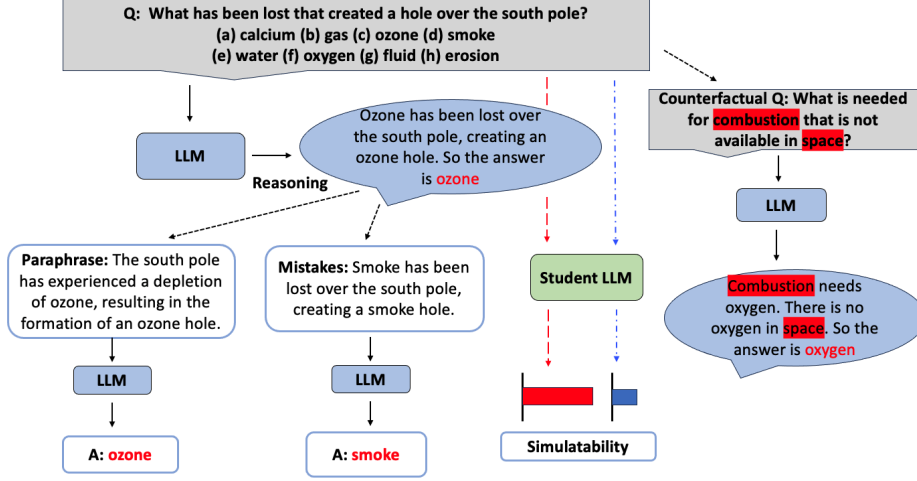 Q: What has been lost that created a hole over the south pole?
(a) calcium (b) gas (c) ozone (d) smoke
(e) water (f) oxygen (g) fluid (h) erosion
LLM
Reasoning
Ozone has been lost over
the south pole, creating an
ozone hole. So the answer
is ozone
Counterfactual Q: What is needed
for combustion that is not
available in space?
LLM
Combustion needs
oxygen. There is no
oxygen in space. So the
answer is oxygen
Paraphrase: The south pole
has experienced a depletion
of ozone, resulting in the
formation of an ozone hole.
LLM
A: ozone
Mistakes: Smoke has been
lost over the south pole,
creating a smoke hole.
LLM
A: smoke
Student LLM
Simulatability